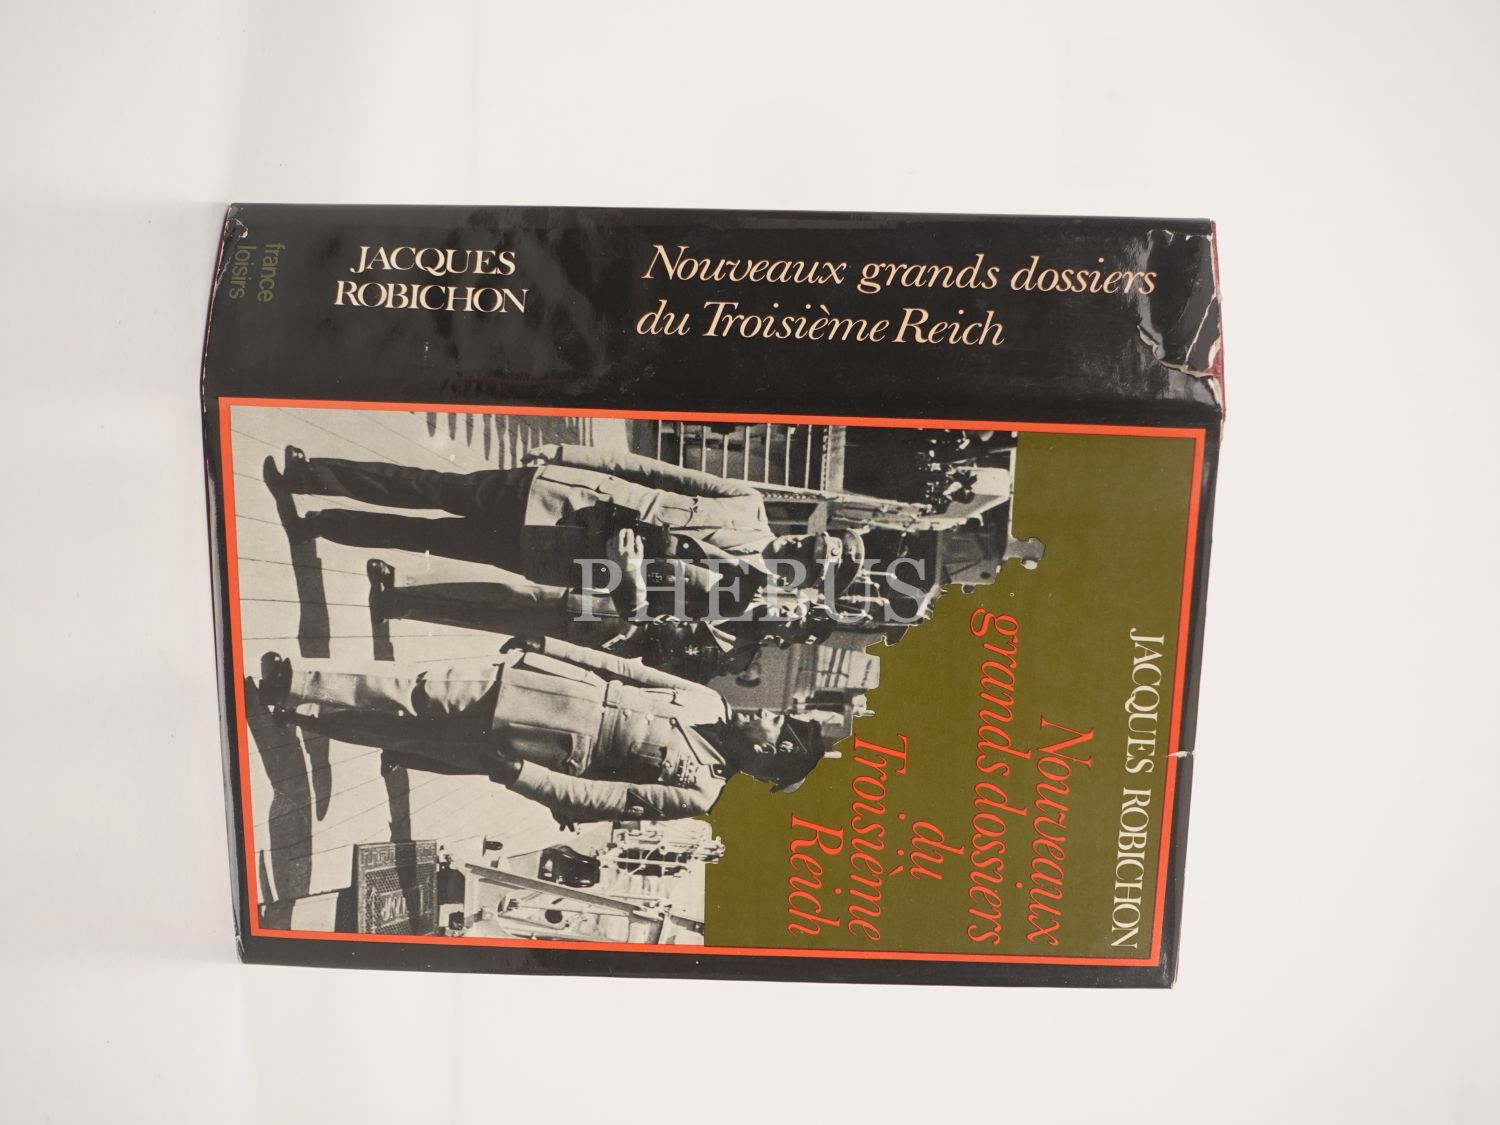 JACQUES ROBICHON
Nouveaux
grands dossiers
du
Troisième
Reich
Nouveaux grands dossiers
du Troisième Reich
JACQUES
ROBICHON
france
loisirs
PHEBUS